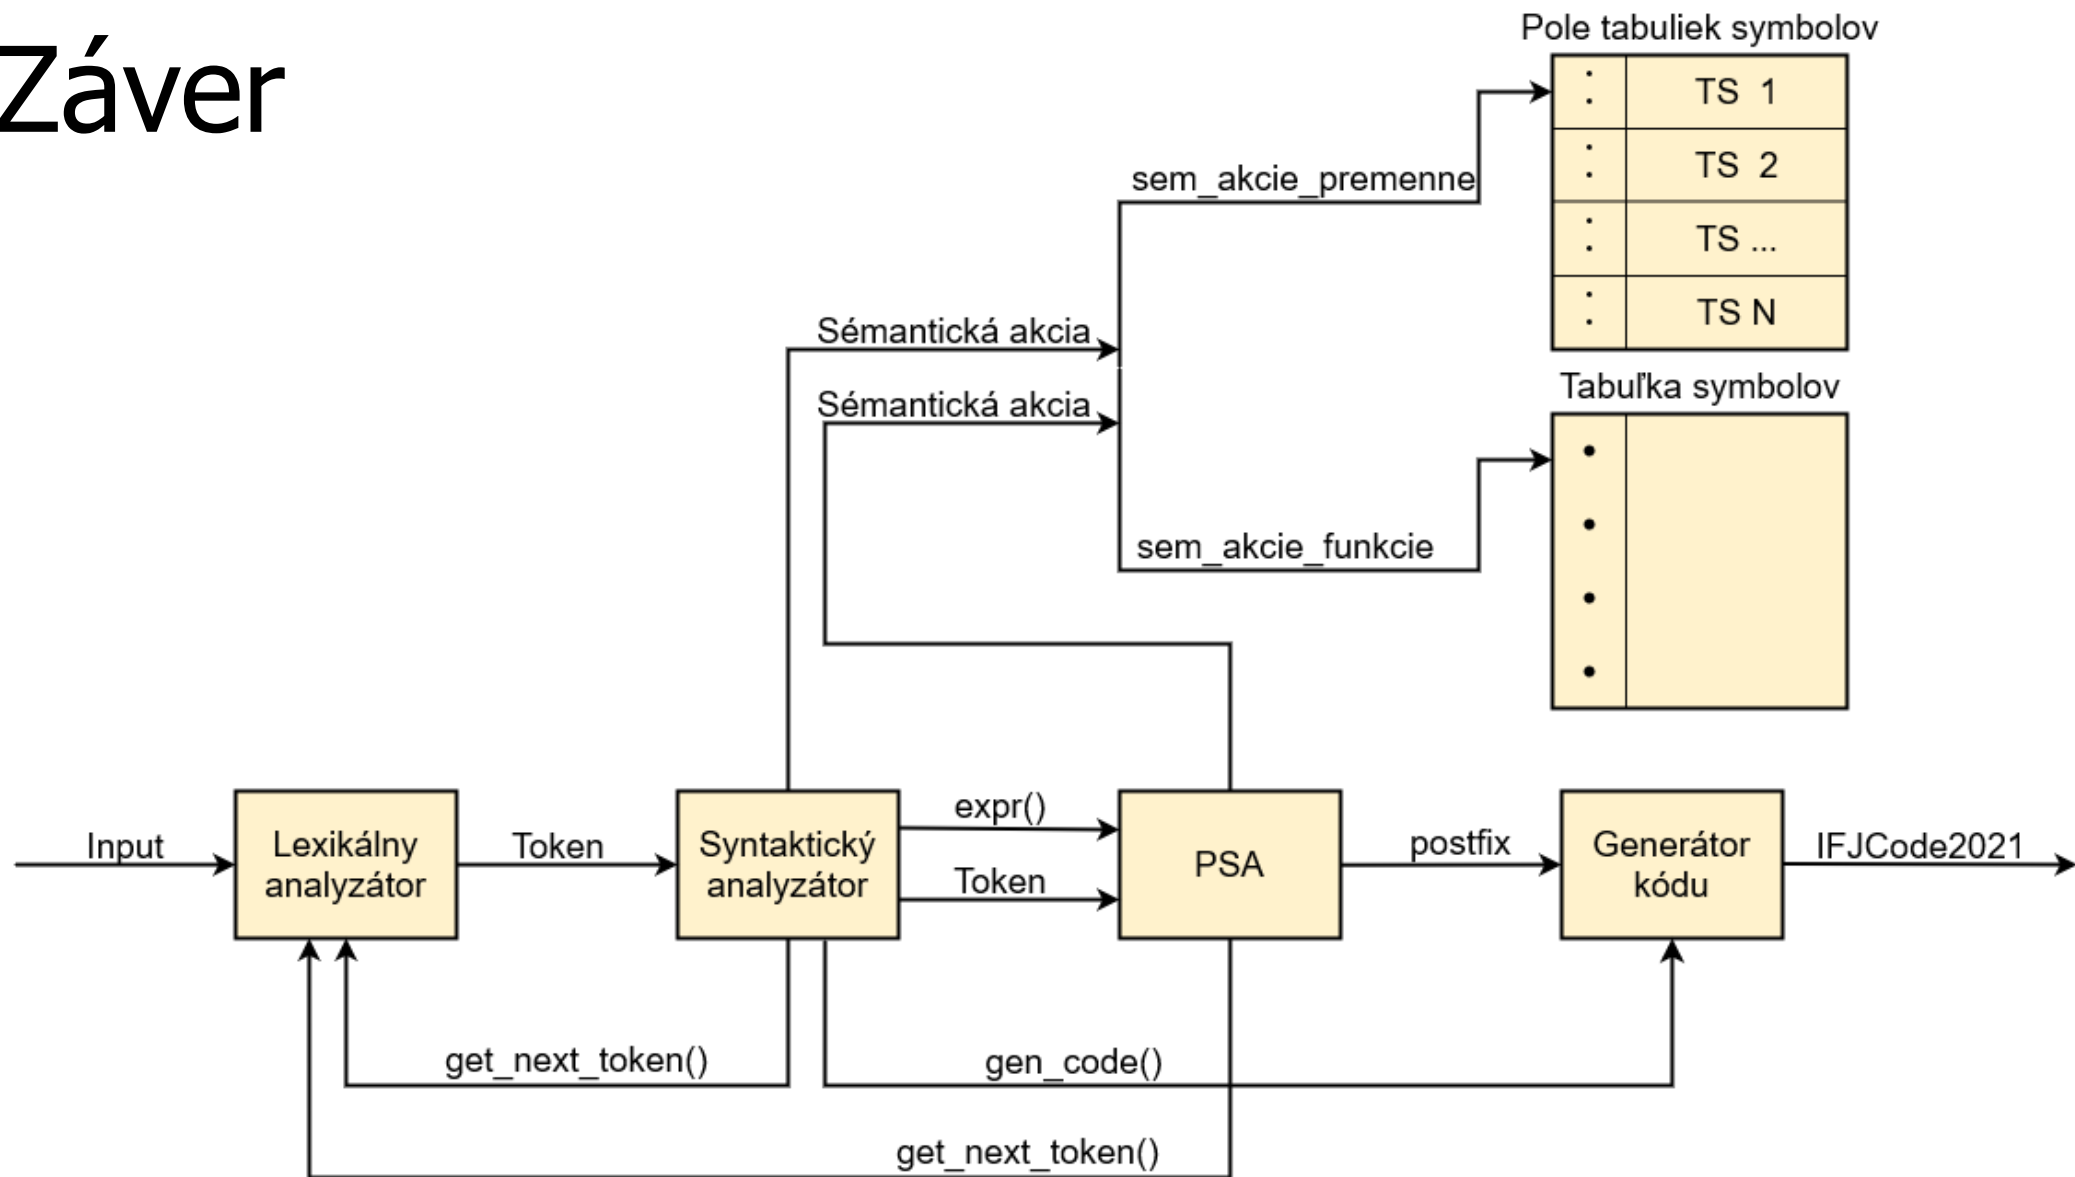 Záver
Pole tabuliek symbolov
TS 1
TS 2
TS ...
TS N
sem_akcie_premenne
Sémantická akcia
Sémantická akcia
Tabuľka symbolov
sem_akcie_funkcie
Input
Lexikálny
analyzátor
Token
Syntaktický
analyzátor
expr()
Token
PSA
postfix
Generátor
kódu
IFJCode2021
get_next_token()
gen_code()
get_next_token()